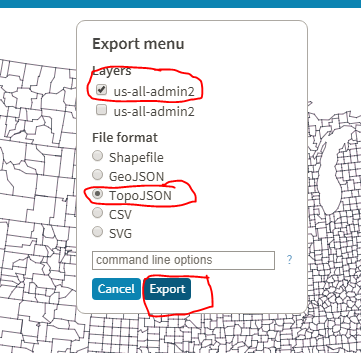 Export menu
Layers
us-all-admin2
us-all-admin2
File format
Shapefile
GeoJSON
TopoJSON
CSV
SVG
command line options ?
Cancel Export